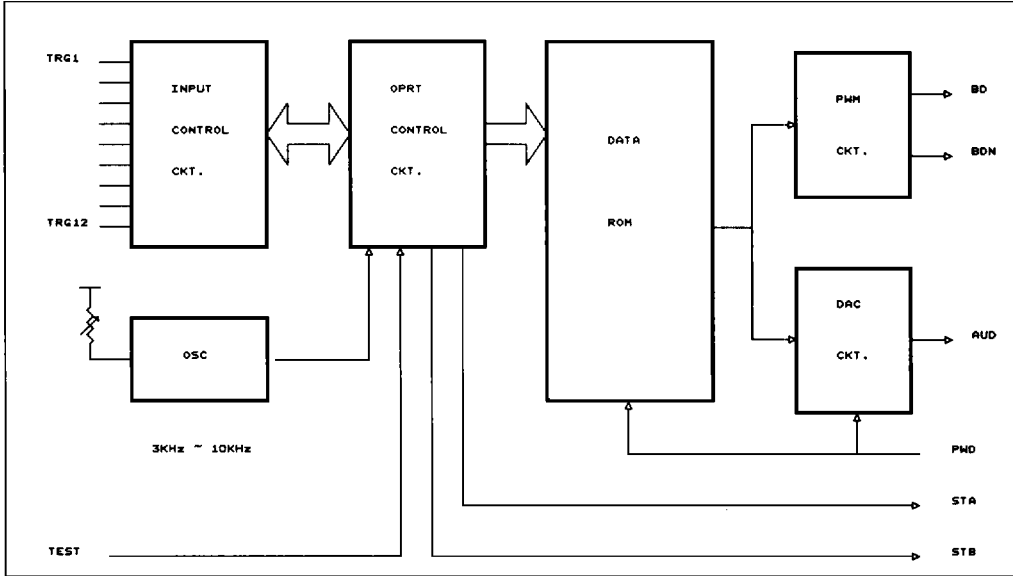 TRG1
TRG12
INPUT
CONTROL
CKT.
OPRT
CONTROL
CKT.
DATA
ROM
PWM
CKT.
BD
BDN
DAC
CKT.
AUD
OSC
3KHz ~ 10KHz
PWD
STA
TEST
STB